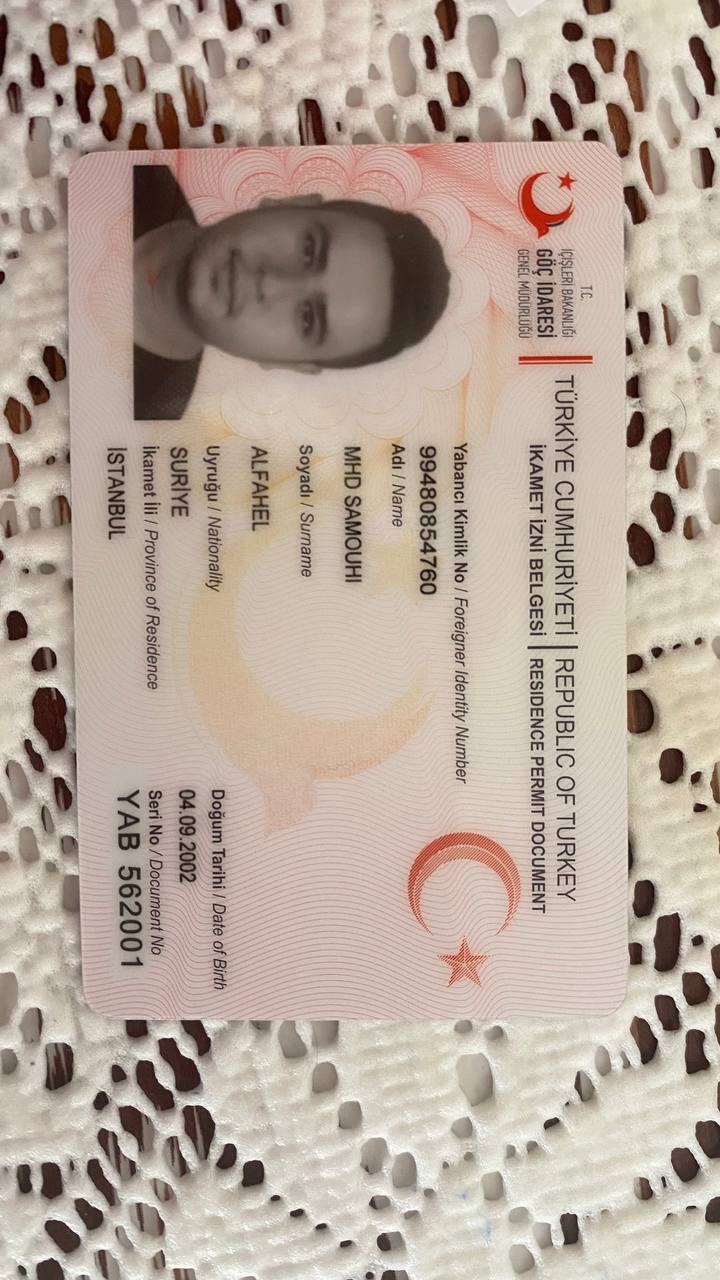 T.C.
İÇİŞLERİ BAKANLIĞI
GÖÇ İDARESİ
GENEL MÜDÜRLÜĞÜ
TÜRKİYE CUMHURİYETİ | REPUBLIC OF TURKEY
İKAMET İZNİ BELGESİ | RESIDENCE PERMIT DOCUMENT
Yabancı Kimlik No / Foreigner Identity Number
99480854760
Adı / Name
MHD SAMOUHI
Soyadı / Surname
ALFAHEL
Uyruğu / Nationality
SURİYE
Doğum Tarihi / Date of Birth
04.09.2002
İkamet İli / Province of Residence
İSTANBUL
Seri No / Document No
YAB 562001